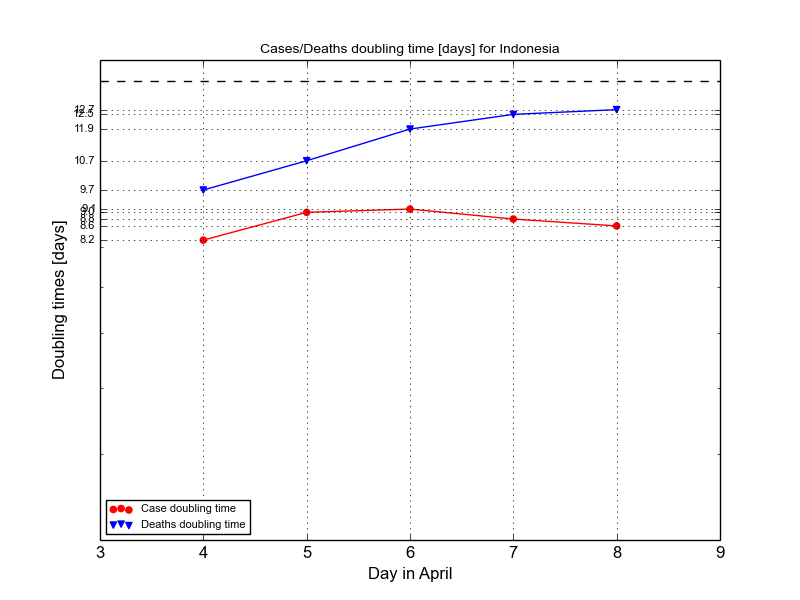 Cases/Deaths doubling time [days] for Indonesia
12.7
12.5
11.9
10.7
9.7
9.1
9.0
8.8
8.6
8.2
Doubling times [days]
Case doubling time
Deaths doubling time
3 4 5 6 7 8 9
Day in April